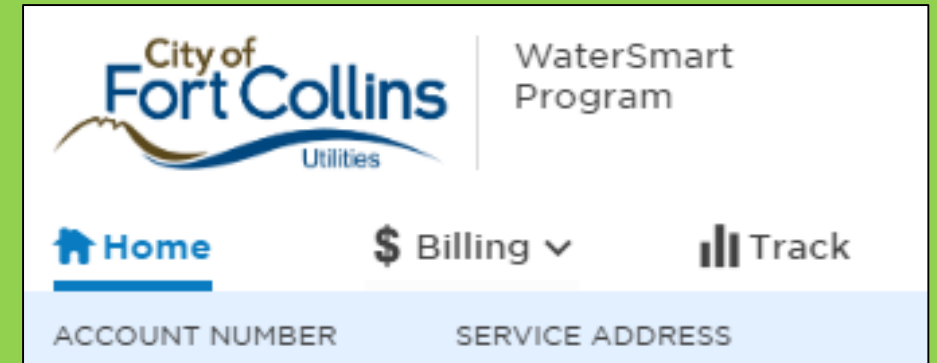 City of
Fort Collins
Utilities
WaterSmart
Program
Home
$ Billing
Track
ACCOUNT NUMBER
SERVICE ADDRESS